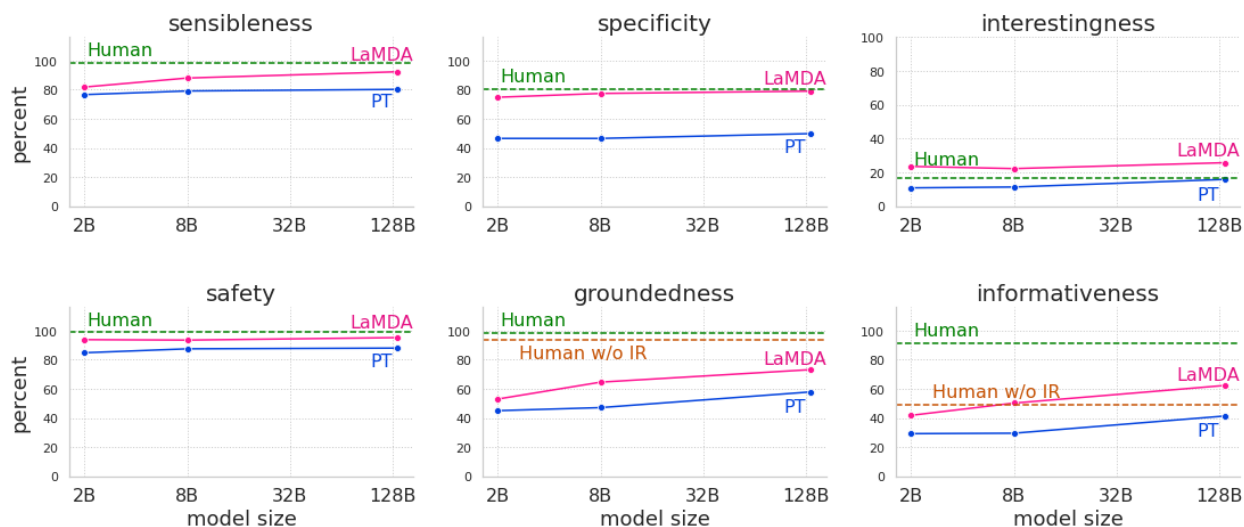 sensibleness
Human
LaMDA
PT
percent
100
80
60
40
20
0
2B 8B 32B 128B
specificity
Human
LaMDA
PT
100
80
60
40
20
0
2B 8B 32B 128B
interestingness
Human
LaMDA
PT
100
80
60
40
20
0
2B 8B 32B 128B
safety
Human
LaMDA
PT
percent
100
80
60
40
20
0
2B 8B 32B 128B
model size
groundedness
Human
Human w/o IR
LaMDA
PT
100
80
60
40
20
0
2B 8B 32B 128B
model size
informativeness
Human
LaMDA
Human w/o IR
PT
100
80
60
40
20
0
2B 8B 32B 128B
model size